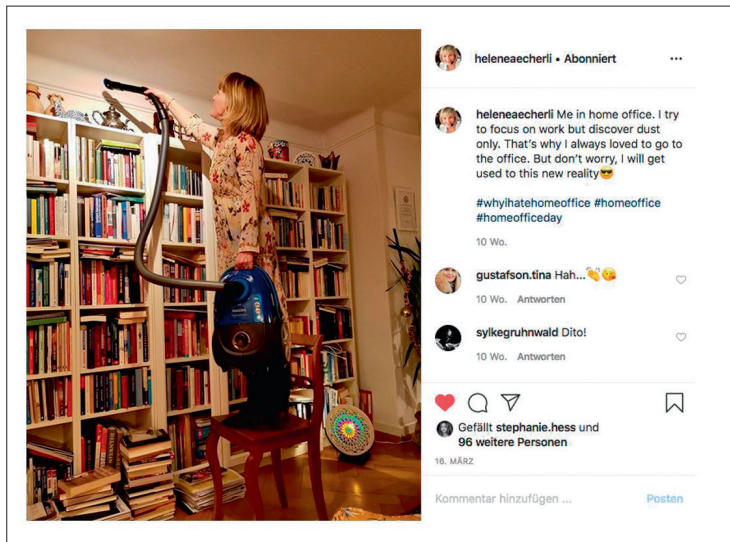 heleneaecherli • Abonniert
heleneaecherli Me in home office. I try
to focus on work but discover dust
only. That's why I always loved to go to
the office. But don't worry, I will get
used to this new reality😎
#whyihatehomeoffice #homeoffice
#homeofficeday
10 Wo.
gustafson.tina Hah...👏😘
10 Wo. Antworten
sylkegruhnwald Dito!
10 Wo. Antworten
Gefällt stephanie.hess und
96 weitere Personen
16. MÄRZ
Kommentar hinzufügen ... Posten